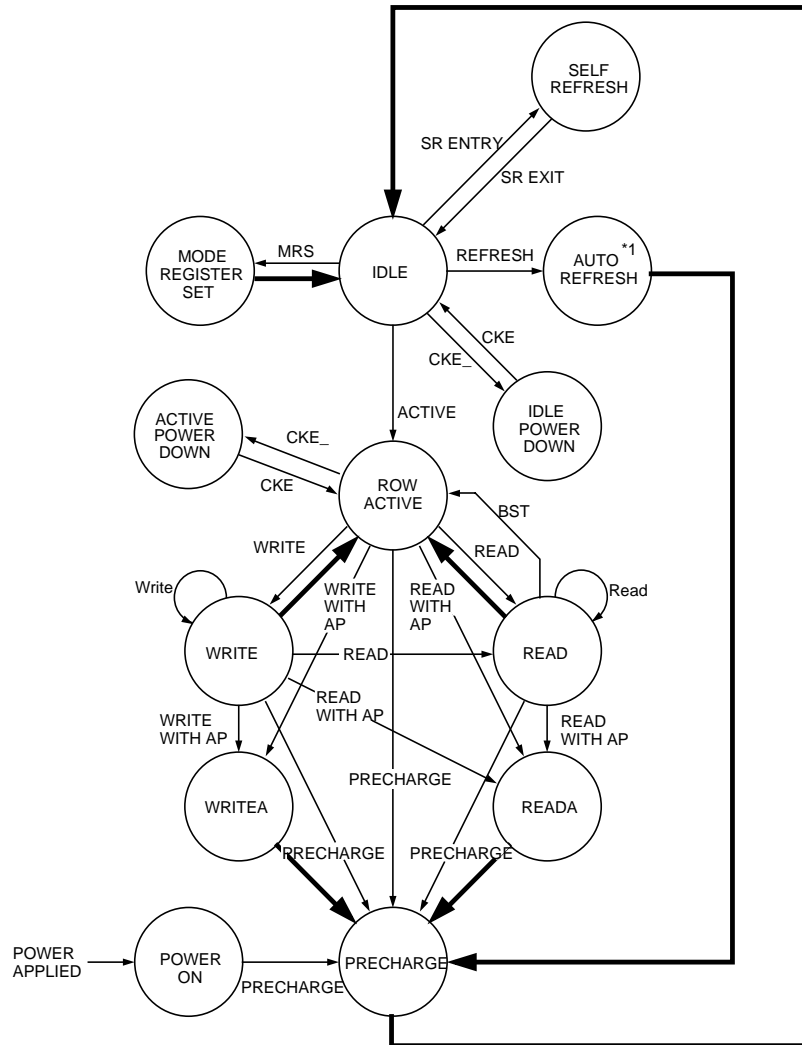 SELF
REFRESH
SR ENTRY
SR EXIT
MODE
REGISTER
SET
MRS
IDLE
REFRESH
AUTO *1
REFRESH
CKE
CKE_
ACTIVE
IDLE
POWER
DOWN
ACTIVE
POWER
DOWN
CKE_
CKE
ROW
ACTIVE
BST
WRITE
READ
Write
WRITE
WITH
AP
READ
WITH
AP
Read
WRITE
READ
READ
READ
WITH AP
WRITE
WITH AP
READ
WITH AP
PRECHARGE
WRITEA
READA
PRECHARGE
PRECHARGE
POWER
APPLIED
POWER
ON
PRECHARGE
PRECHARGE